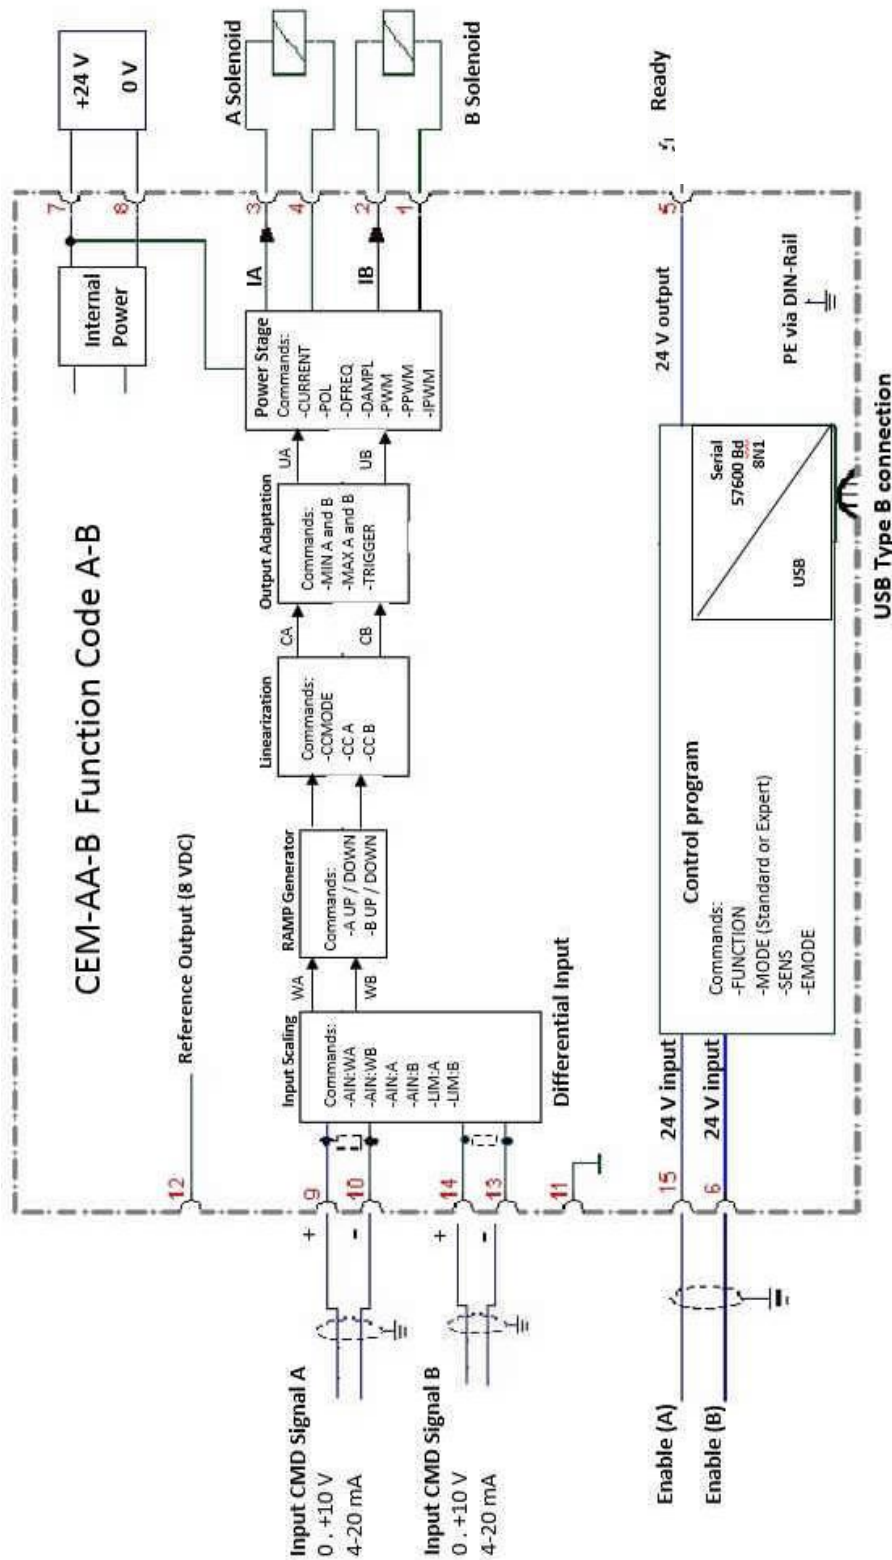 CEM-AA-B Function Code A-B
+24 V
0 V
7
8
Internal
Power
Reference Output (8 VDC)
12
A Solenoid
B Solenoid
3
4
2
1
IA
IB
Input CMD Signal A
0 . +10 V
4-20 mA
+
-
9
10
Input CMD Signal B
0 . +10 V
4-20 mA
+
-
14
13
11
Input Scaling
Commands:
-AIN:WA
-AIN:WB
-AIN:A
-AIN:B
-LIM:A
-LIM:B
Differential Input
WA
WB
RAMP Generator
Commands:
-A UP / DOWN
-B UP / DOWN
Linearization
Commands:
-CCMODE
-CC A
-CC B
CA
CB
Output Adaptation
Commands:
-MIN A and B
-MAX A and B
-TRIGGER
UA
UB
Power Stage
Commands:
-CURRENT
-POL
-DFREQ
-DAMPL
-PWM
-PPWM
-IPWM
Enable (A)
Enable (B)
15
6
24 V input
24 V input
Control program
Commands:
-FUNCTION
-MODE (Standard or Expert)
-SENS
-EMODE
Serial
57600 Bd
8N1
USB
24 V output
5
Ready
PE via DIN-Rail
USB Type B connection